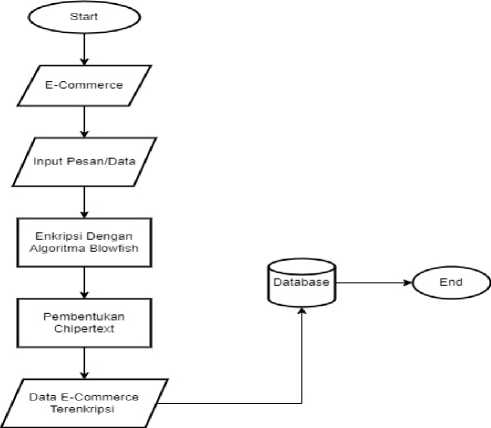 Start
E-Commerce
Input Pesan/Data
Enkripsi Dengan
Algoritma Blowfish
Pembentukan
Chipertext
Data E-Commerce
Terenkripsi
Database
End